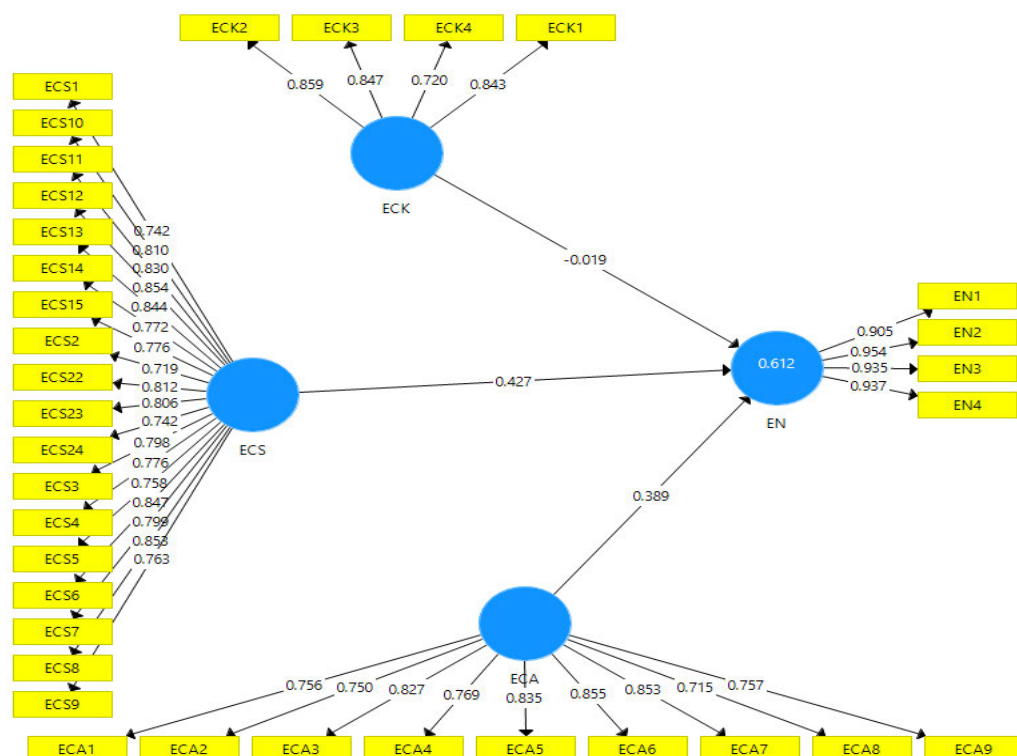 ECK2 ECK3 ECK4 ECK1
0.859 0.847 0.720 0.843
ECK
ECS1
ECS10
ECS11
ECS12
ECS13
ECS14
ECS15
ECS2
ECS22
ECS23
ECS24
ECS3
ECS4
ECS5
ECS6
ECS7
ECS8
ECS9
0.742
0.810
0.830
0.854
0.844
0.772
0.776
0.719
0.812
0.806
0.742
0.798
0.776
0.758
0.847
0.799
0.853
0.763
ECS
-0.019
0.427
0.389
0.612
EN
0.905
0.954
0.935
0.937
EN1
EN2
EN3
EN4
ECA
0.756 0.750 0.827 0.769 0.835 0.855 0.853 0.715 0.757
ECA1 ECA2 ECA3 ECA4 ECA5 ECA6 ECA7 ECA8 ECA9